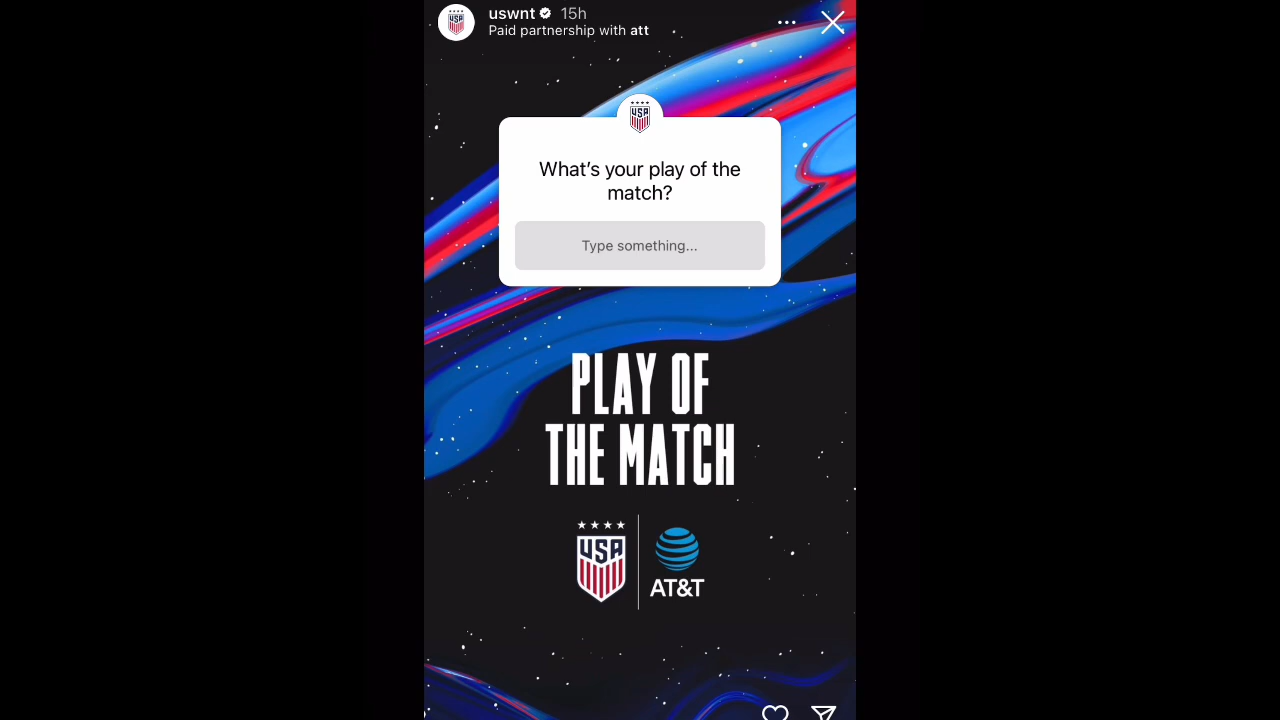 uswnt 15h
Paid partnership with att
USA
What's your play of the
match?
Type something...
PLAY OF
THE MATCH
USA
AT&T